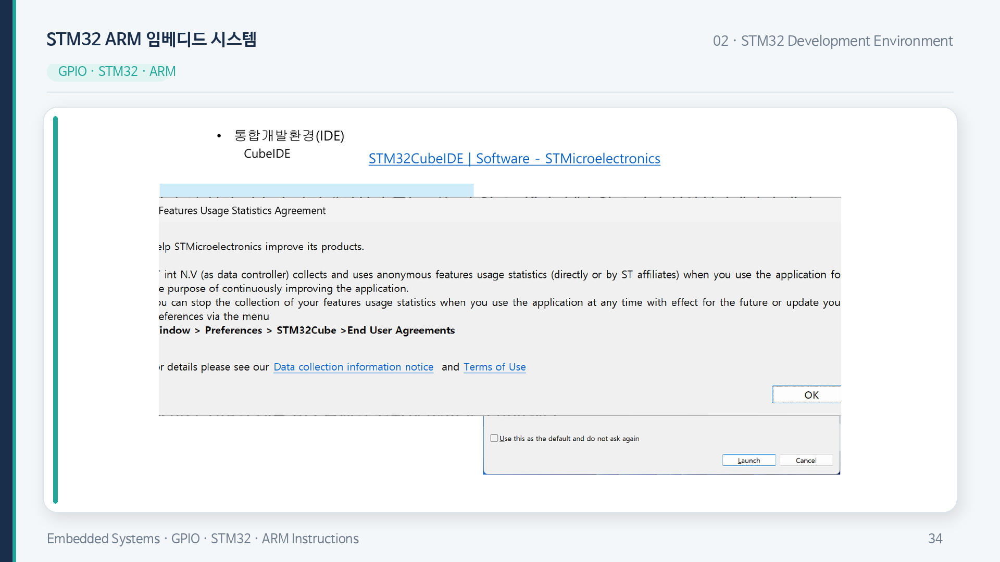 STM32 ARM 임베디드 시스템
02 · STM32 Development Environment
GPIO · STM32 · ARM
• 통합개발환경(IDE)
CubeIDE
STM32CubeIDE | Software - STMicroelectronics
Features Usage Statistics Agreement
elp STMicroelectronics improve its products.
int N.V (as data controller) collects and uses anonymous features usage statistics (directly or by ST affiliates) when you use the application fo
e purpose of continuously improving the application.
ou can stop the collection of your features usage statistics when you use the application at any time with effect for the future or update you
eferences via the menu
indow > Preferences > STM32Cube >End User Agreements
or details please see our Data collection information notice and Terms of Use
OK
Use this as the default and do not ask again
Launch Cancel
Embedded Systems · GPIO · STM32 · ARM Instructions
34